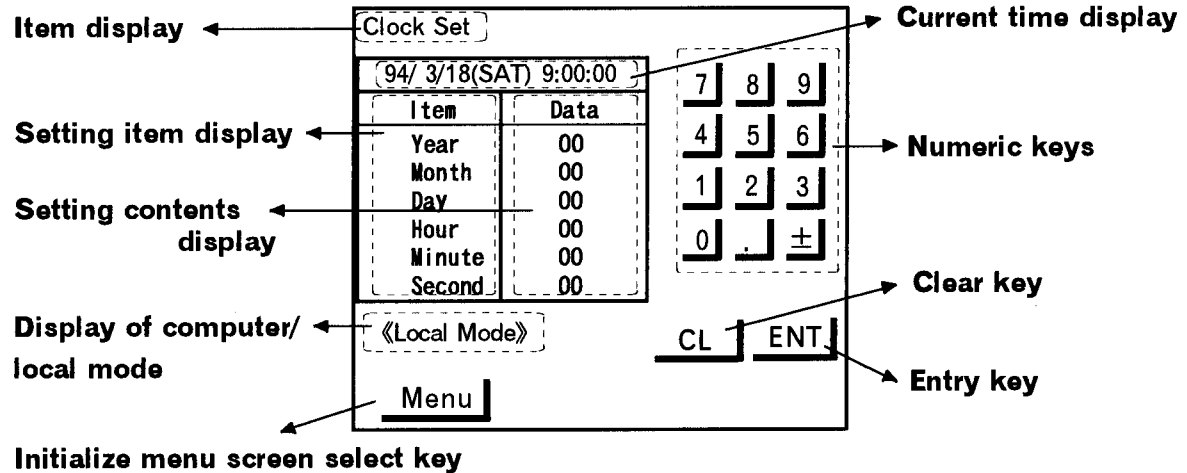 Item display
Clock Set
Current time display
94/ 3/18(SAT) 9:00:00
Item Data
Setting item display
Year 00
Month 00
Setting contents
display
Day 00
Hour 00
Minute 00
Second 00
7 8 9
4 5 6
1 2 3
0 . ±
Numeric keys
Clear key
Display of computer/
local mode
《Local Mode》
CL ENT
Entry key
Menu
Initialize menu screen select key